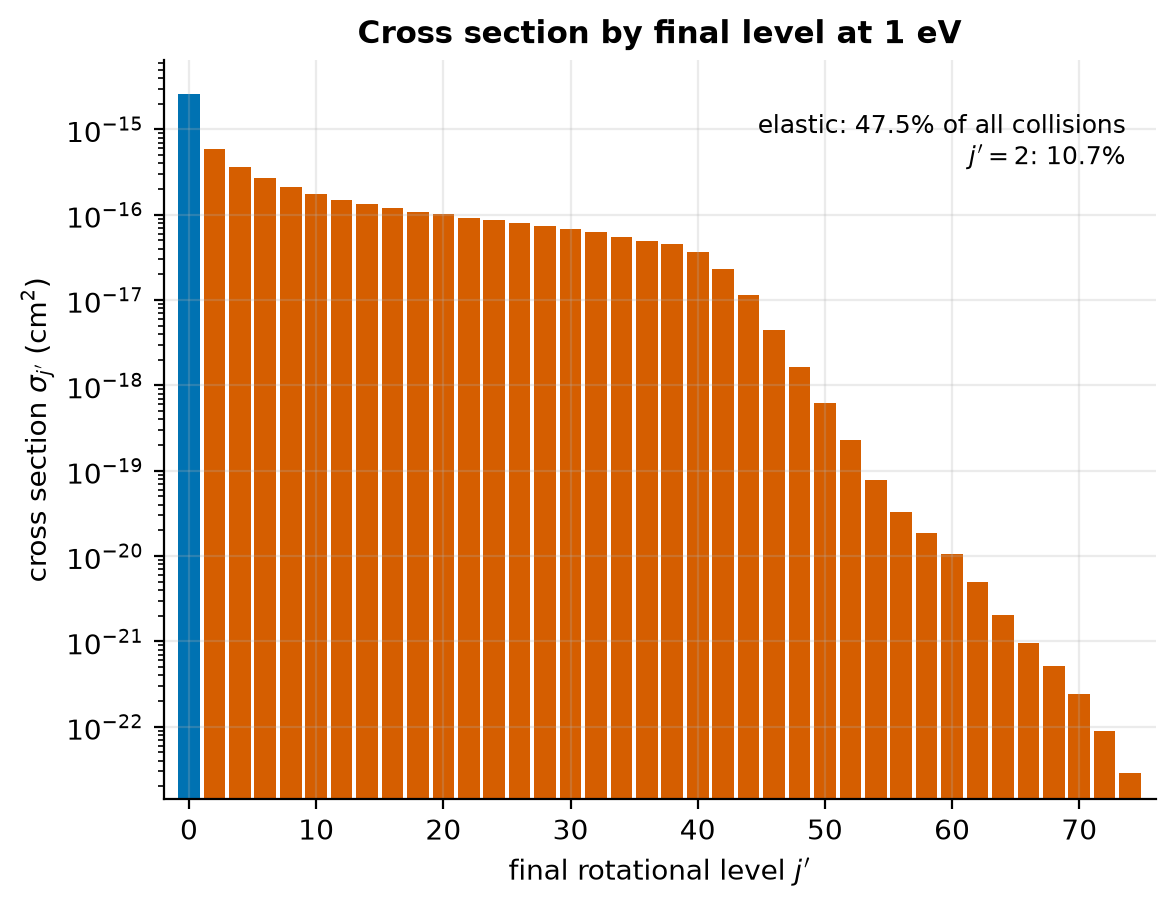 Cross section by final level at 1 eV
elastic: 47.5% of all collisions
j′ = 2: 10.7%
cross section σ_j′ (cm²)
10⁻¹⁵
10⁻¹⁶
10⁻¹⁷
10⁻¹⁸
10⁻¹⁹
10⁻²⁰
10⁻²¹
10⁻²²
0 10 20 30 40 50 60 70
final rotational level j′